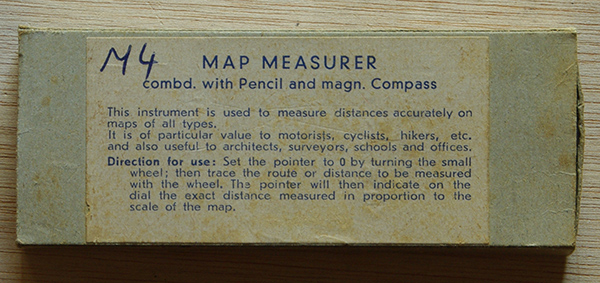 M4
MAP MEASURER
combd. with Pencil and magn. Compass
This instrument is used to measure distances accurately on
maps of all types.
It is of particular value to motorists, cyclists, hikers, etc.
and also useful to architects, surveyors, schools and offices.
Direction for use: Set the pointer to 0 by turning the small
wheel; then trace the route or distance to be measured
with the wheel. The pointer will then indicate on the
dial the exact distance measured in proportion to the
scale of the map.